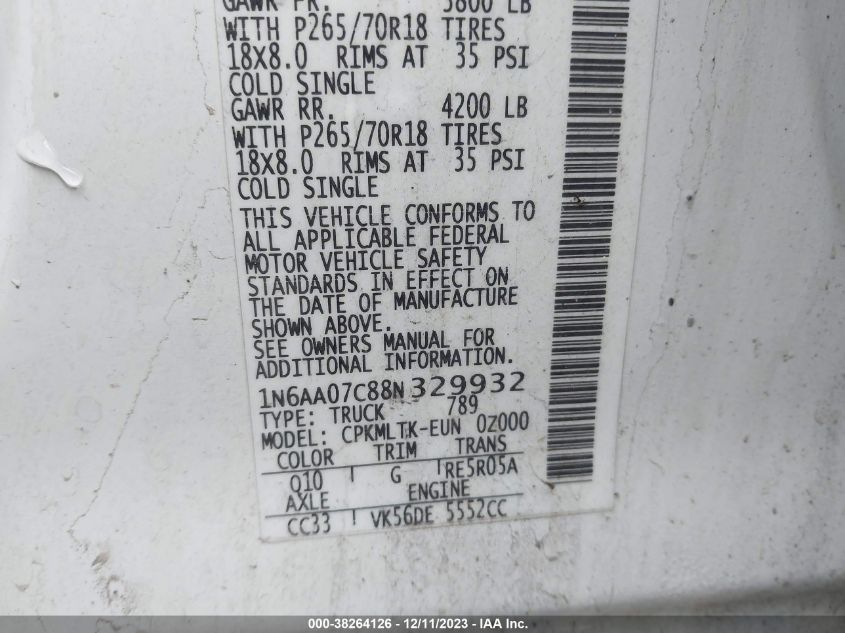 GAWR FR. 3800 LB
WITH P265/70R18 TIRES
18X8.0 RIMS AT 35 PSI
COLD SINGLE
GAWR RR. 4200 LB
WITH P265/70R18 TIRES
18X8.0 RIMS AT 35 PSI
COLD SINGLE
THIS VEHICLE CONFORMS TO
ALL APPLICABLE FEDERAL
MOTOR VEHICLE SAFETY
STANDARDS IN EFFECT ON
THE DATE OF MANUFACTURE
SHOWN ABOVE.
SEE OWNERS MANUAL FOR
ADDITIONAL INFORMATION.
1N6AA07C88N329932
TYPE: TRUCK 789
MODEL: CPKMLTK-EUN 0Z000
COLOR TRIM TRANS
Q10 G RE5R05A
AXLE ENGINE
CC33 VK56DE 5552CC
000-38264126 - 12/11/2023 - IAA Inc.